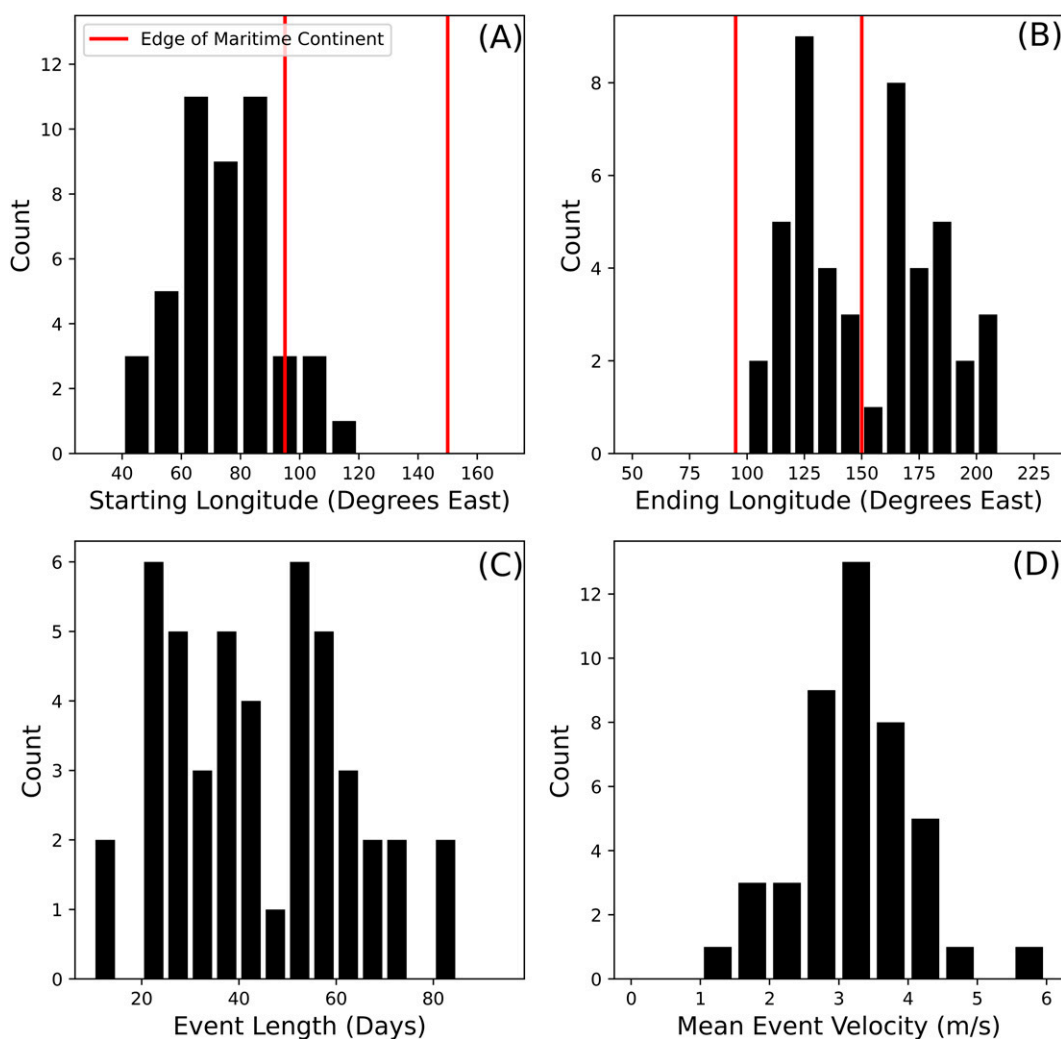 Edge of Maritime Continent
(A)
12
10
8
6
4
2
0
Count
40 60 80 100 120 140 160
Starting Longitude (Degrees East)
(B)
8
6
4
2
0
Count
50 75 100 125 150 175 200 225
Ending Longitude (Degrees East)
(C)
6
5
4
3
2
1
0
Count
20 40 60 80
Event Length (Days)
(D)
12
10
8
6
4
2
0
Count
0 1 2 3 4 5 6
Mean Event Velocity (m/s)